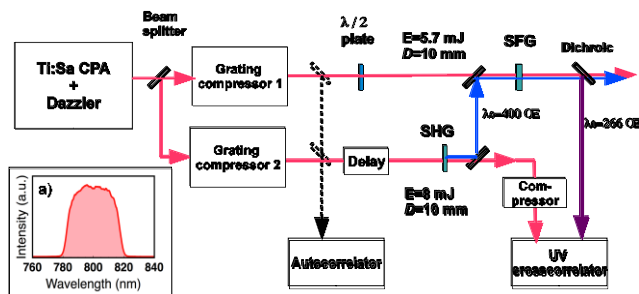 Beam
splitter
Ti:Sa CPA
+
Dazzler
Grating
compressor 1
λ/2
plate
E=5.7 mJ
D=10 mm
SFG
Dichroic
λ₀=400 Œ
λ₀=266 Œ
Grating
compressor 2
Delay
SHG
E=8 mJ
D=10 mm
Com-
pressor
Autocorrelator
UV
crosscorrelator
a)
Intensity (a.u.)
760 780 800 820 840
Wavelength (nm)